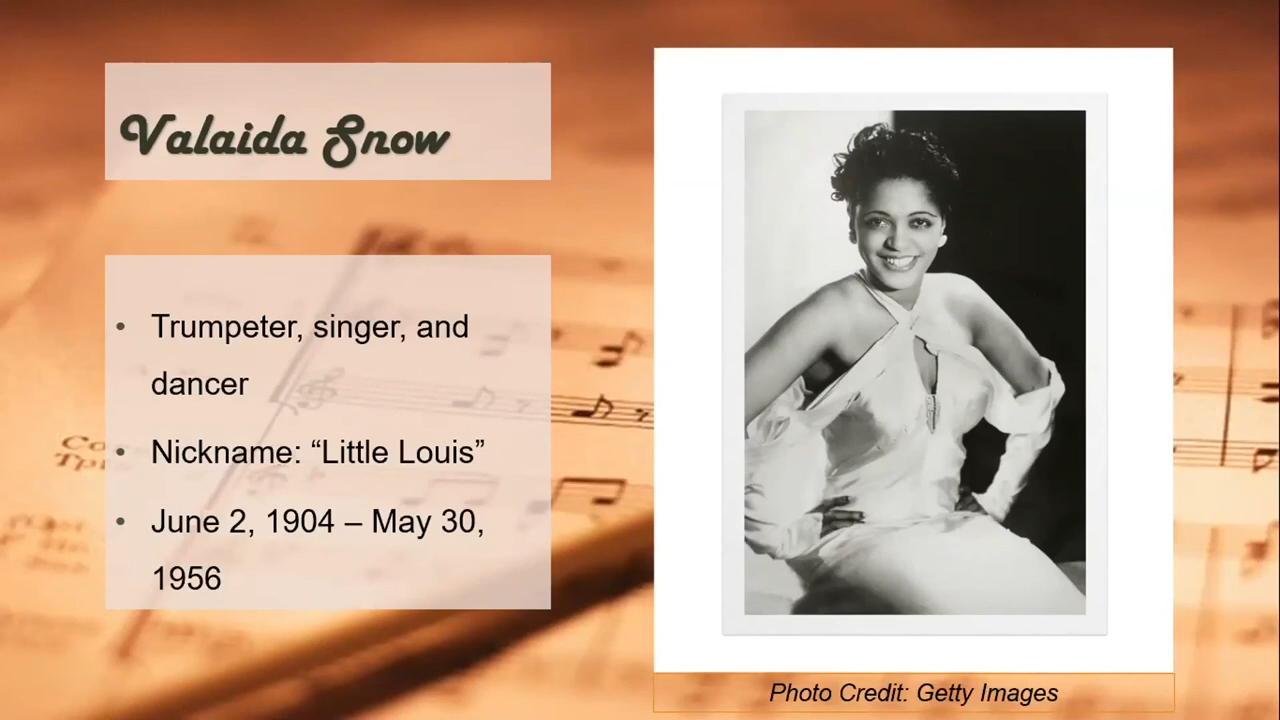 Valaida Snow
• Trumpeter, singer, and
dancer
• Nickname: “Little Louis”
• June 2, 1904 – May 30,
1956
Photo Credit: Getty Images